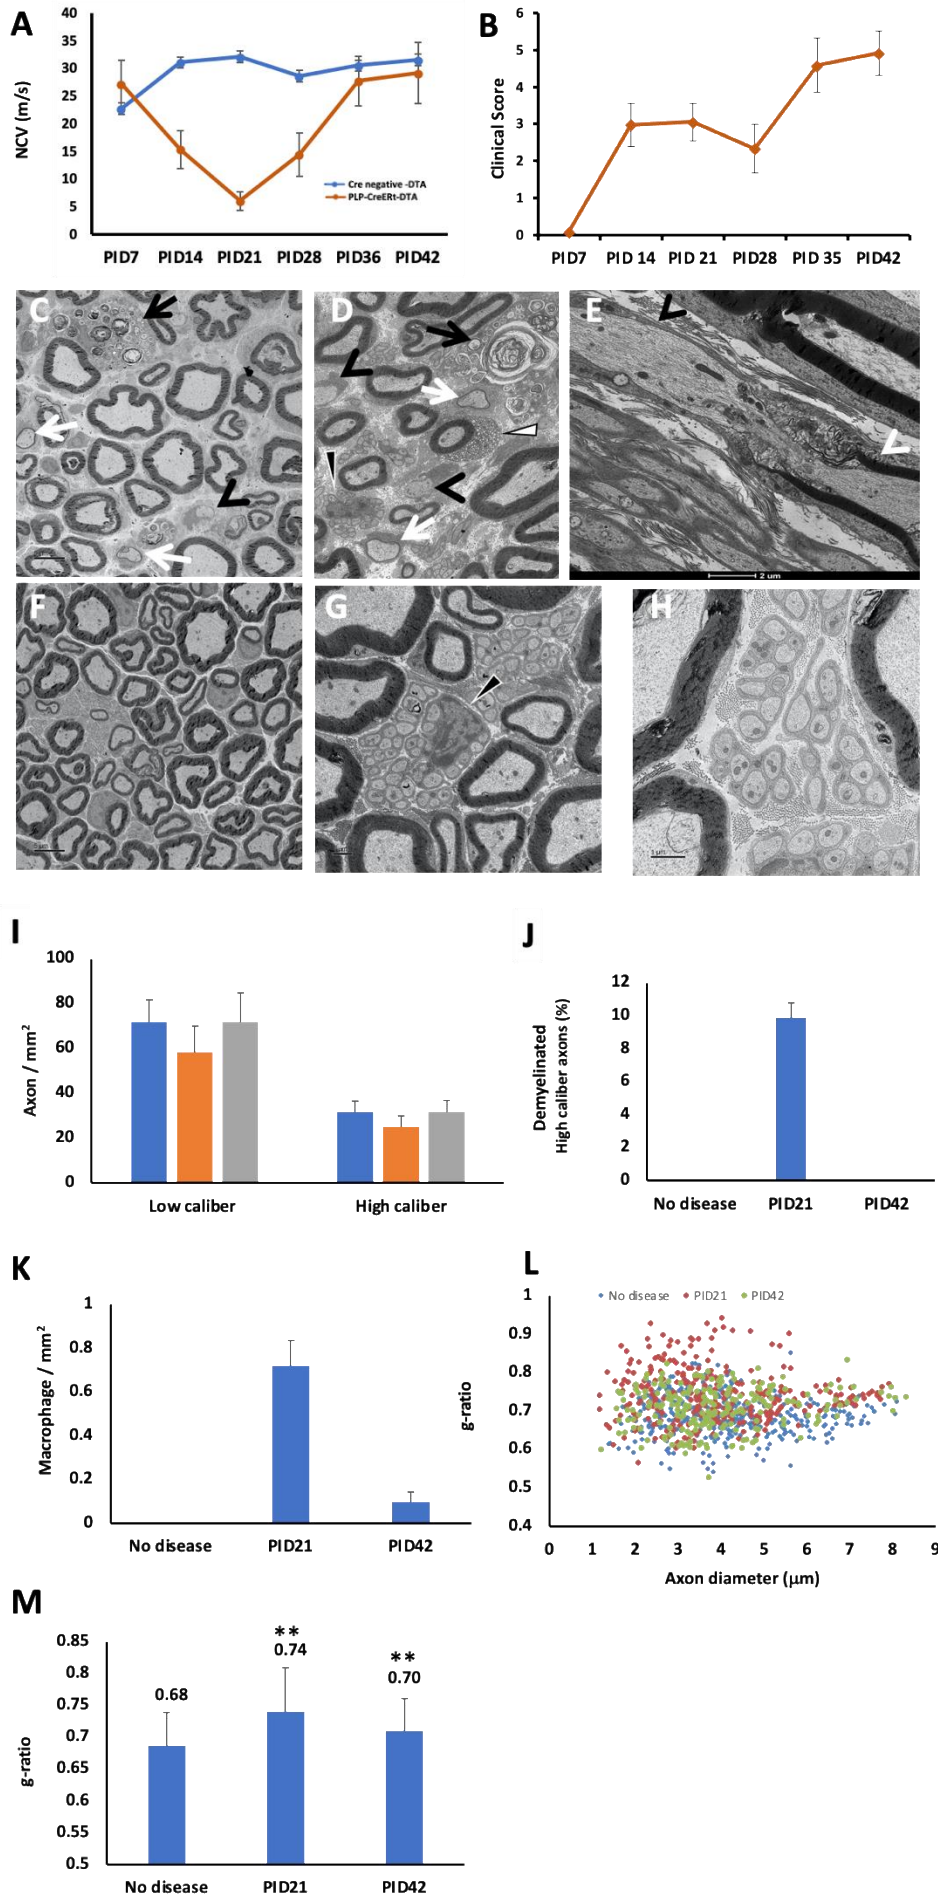 A
NCV (m/s)
40
35
30
25
20
15
10
5
0
Cre negative -DTA
PLP-CreERt-DTA
PID7 PID14 PID21 PID28 PID36 PID42
B
Clinical Score
6
5
4
3
2
1
0
PID7 PID 14 PID 21 PID28 PID 35 PID42
C
D
E
2 um
F
G
H
1 µm
I
Axon / mm²
100
80
60
40
20
0
Low caliber High caliber
J
Demyelinated
High caliber axons (%)
12
10
8
6
4
2
0
No disease PID21 PID42
K
Macrophage / mm²
1
0.8
0.6
0.4
0.2
0
No disease PID21 PID42
L
No disease PID21 PID42
g-ratio
1
0.9
0.8
0.7
0.6
0.5
0.4
0 1 2 3 4 5 6 7 8 9
Axon diameter (µm)
M
g-ratio
0.85
0.8
0.75
0.7
0.65
0.6
0.55
0.5
0.68
**
0.74
**
0.70
No disease PID21 PID42